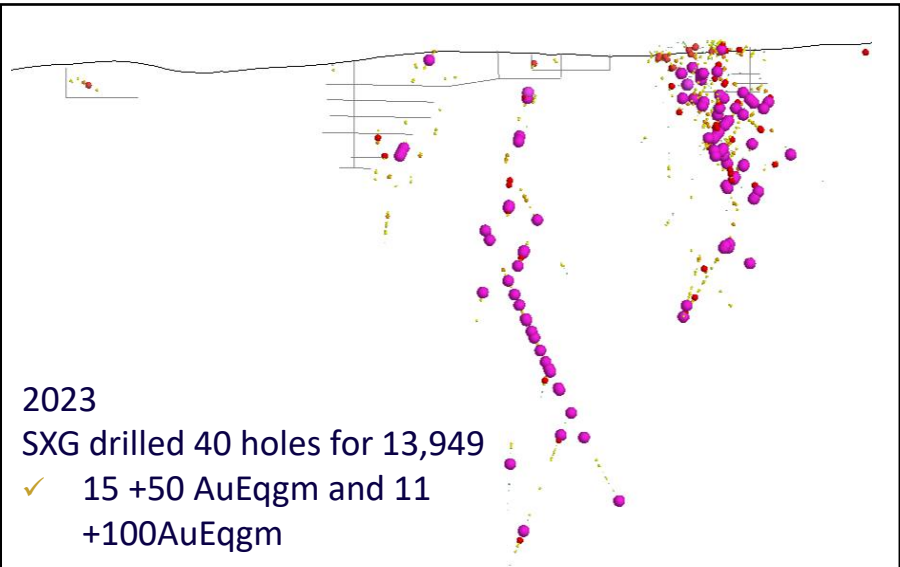 2023
SXG drilled 40 holes for 13,949
✓ 15 +50 AuEqgm and 11
+100AuEqgm